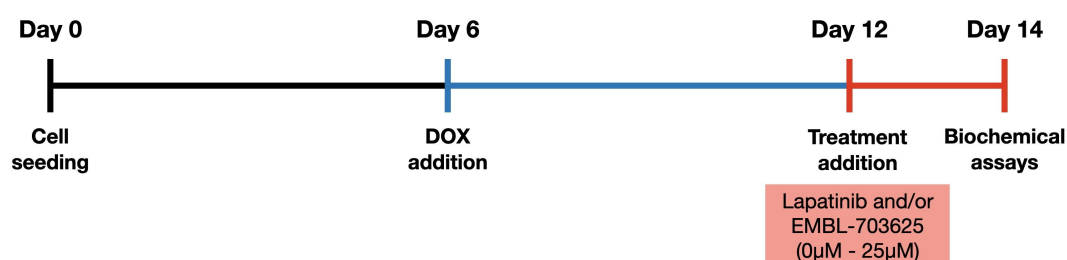 Day 0
Day 6
Day 12
Day 14
Cell
seeding
DOX
addition
Treatment
addition
Biochemical
assays
Lapatinib and/or
EMBL-703625
(0µM - 25µM)